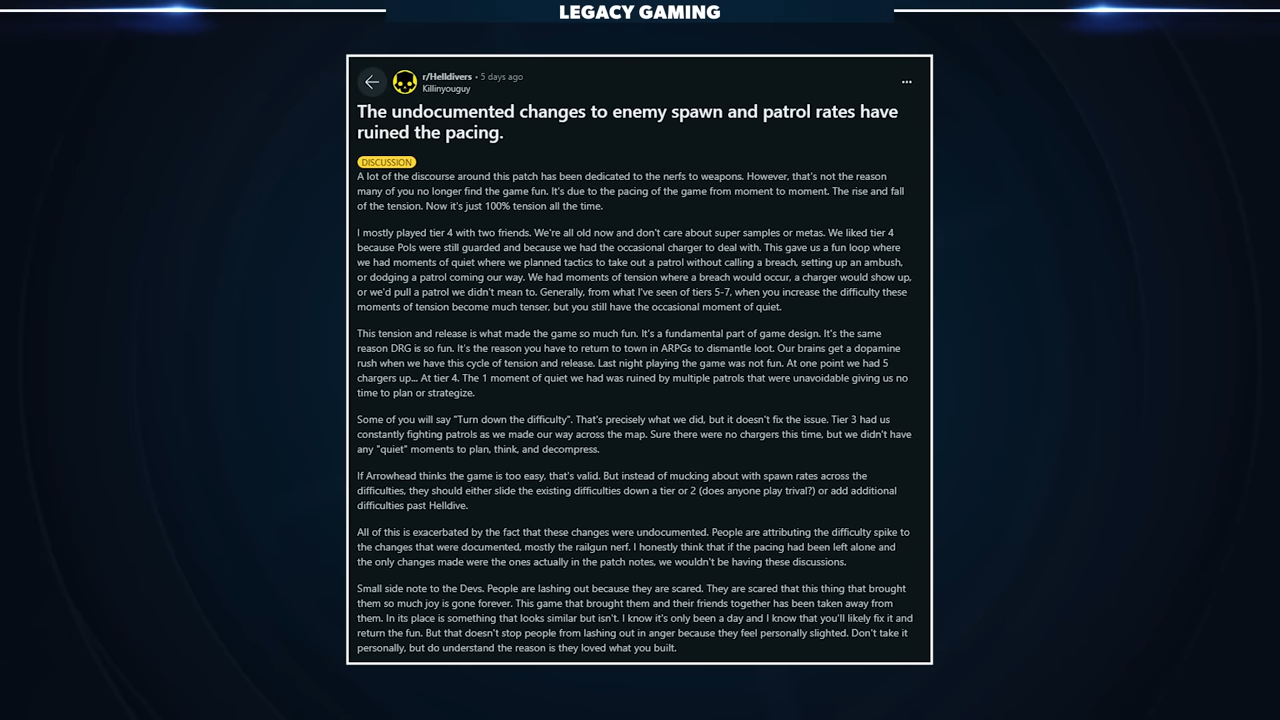 LEGACY GAMING
r/Helldivers • 5 days ago
Killinyouguy
The undocumented changes to enemy spawn and patrol rates have
ruined the pacing.
DISCUSSION
A lot of the discourse around this patch has been dedicated to the nerfs to weapons. However, that's not the reason
many of you no longer find the game fun. It's due to the pacing of the game from moment to moment. The rise and fall
of the tension. Now it's just 100% tension all the time.
I mostly played tier 4 with two friends. We're all old now and don't care about super samples or metas. We liked tier 4
because PoIs were still guarded and because we had the occasional charger to deal with. This gave us a fun loop where
we had moments of quiet where we planned tactics to take out a patrol without calling a breach, setting up an ambush,
or dodging a patrol coming our way. We had moments of tension where a breach would occur, a charger would show up,
or we'd pull a patrol we didn't mean to. Generally, from what I've seen of tiers 5-7, when you increase the difficulty these
moments of tension become much tenser, but you still have the occasional moment of quiet.
This tension and release is what made the game so much fun. It's a fundamental part of game design. It's the same
reason DRG is so fun. It's the reason you have to return to town in ARPGs to dismantle loot. Our brains get a dopamine
rush when we have this cycle of tension and release. Last night playing the game was not fun. At one point we had 5
chargers up... At tier 4. The 1 moment of quiet we had was ruined by multiple patrols that were unavoidable giving us no
time to plan or strategize.
Some of you will say "Turn down the difficulty". That's precisely what we did, but it doesn't fix the issue. Tier 3 had us
constantly fighting patrols as we made our way across the map. Sure there were no chargers this time, but we didn't have
any "quiet" moments to plan, think, and decompress.
If Arrowhead thinks the game is too easy, that's valid. But instead of mucking about with spawn rates across the
difficulties, they should either slide the existing difficulties down a tier or 2 (does anyone play trival?) or add additional
difficulties past Helldive.
All of this is exacerbated by the fact that these changes were undocumented. People are attributing the difficulty spike to
the changes that were documented, mostly the railgun nerf. I honestly think that if the pacing had been left alone and
the only changes made were the ones actually in the patch notes, we wouldn't be having these discussions.
Small side note to the Devs. People are lashing out because they are scared. They are scared that this thing that brought
them so much joy is gone forever. This game that brought them and their friends together has been taken away from
them. In its place is something that looks similar but isn't. I know it's only been a day and I know that you'll likely fix it and
return the fun. But that doesn't stop people from lashing out in anger because they feel personally slighted. Don't take it
personally, but do understand the reason is they loved what you built.